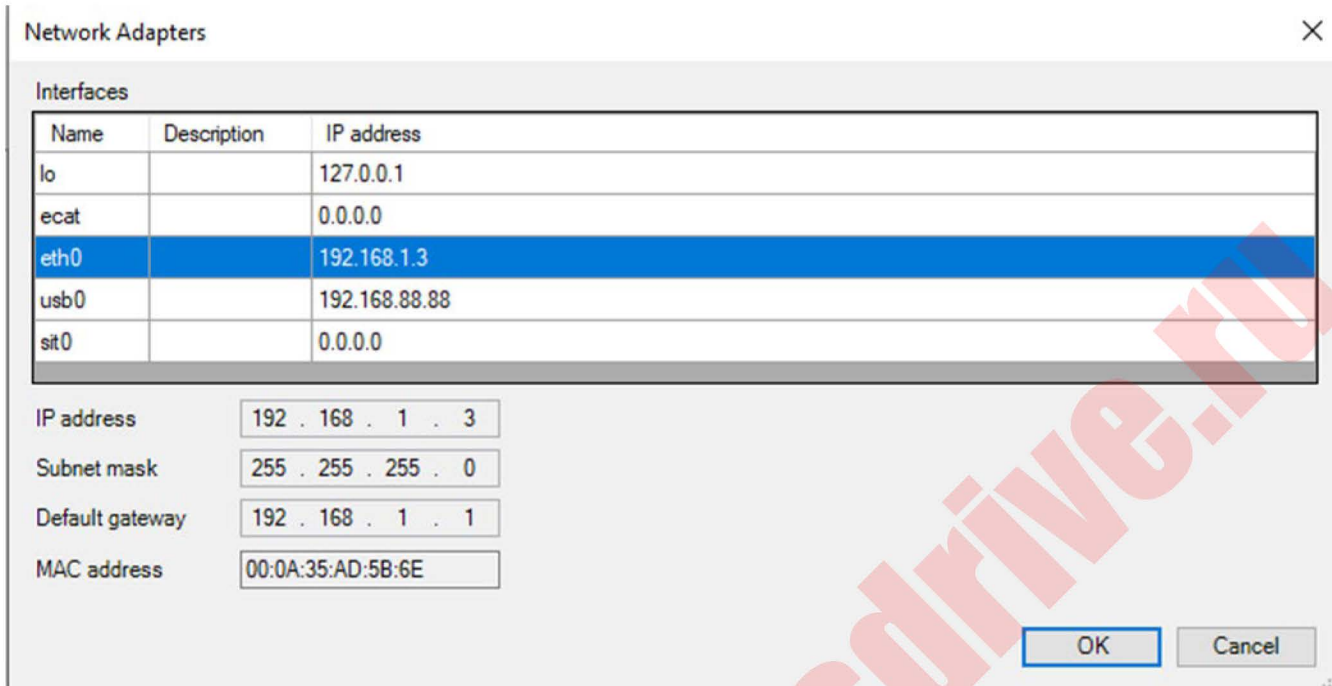 Network Adapters
Interfaces
Name Description IP address
lo 127.0.0.1
ecat 0.0.0.0
eth0 192.168.1.3
usb0 192.168.88.88
sit0 0.0.0.0
IP address 192 . 168 . 1 . 3
Subnet mask 255 . 255 . 255 . 0
Default gateway 192 . 168 . 1 . 1
MAC address 00:0A:35:AD:5B:6E
OK Cancel
sdrive.ru